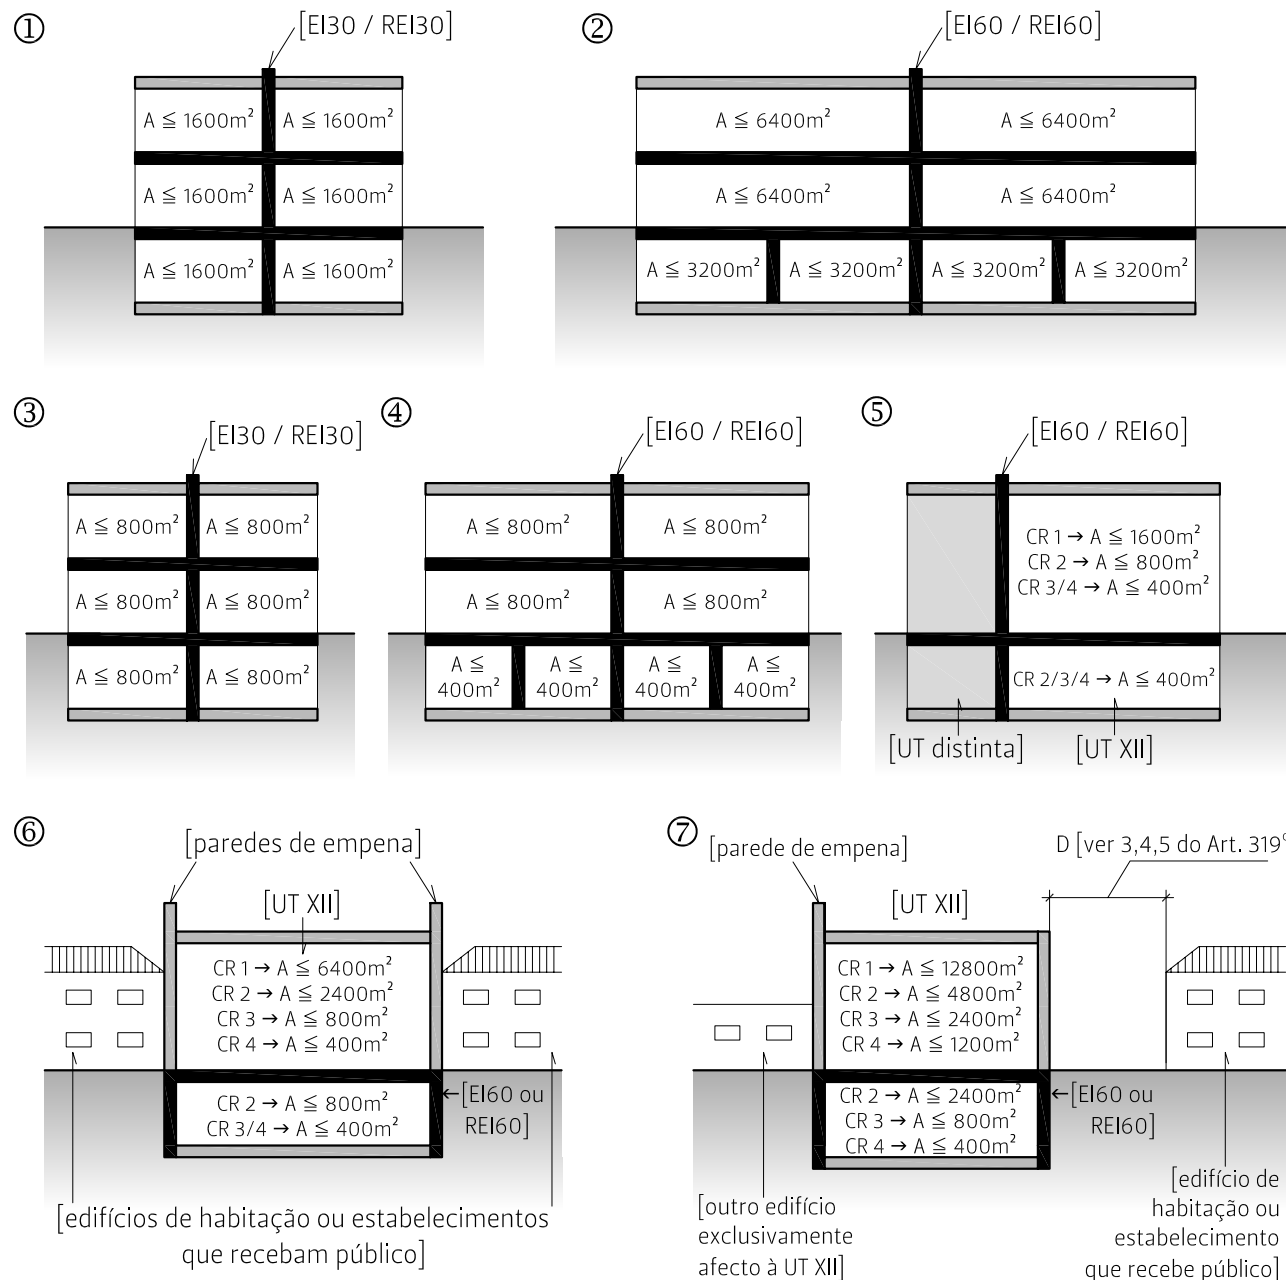 ①
[EI30 / REI30]
A ≦ 1600m² A ≦ 1600m²
A ≦ 1600m² A ≦ 1600m²
A ≦ 1600m² A ≦ 1600m²
②
[EI60 / REI60]
A ≦ 6400m² A ≦ 6400m²
A ≦ 6400m² A ≦ 6400m²
A ≦ 3200m² A ≦ 3200m² A ≦ 3200m² A ≦ 3200m²
③
[EI30 / REI30]
A ≦ 800m² A ≦ 800m²
A ≦ 800m² A ≦ 800m²
A ≦ 800m² A ≦ 800m²
④
[EI60 / REI60]
A ≦ 800m² A ≦ 800m²
A ≦ 800m² A ≦ 800m²
A ≦ A ≦ A ≦ A ≦
400m² 400m² 400m² 400m²
⑤
[EI60 / REI60]
CR 1 → A ≦ 1600m²
CR 2 → A ≦ 800m²
CR 3/4 → A ≦ 400m²
CR 2/3/4 → A ≦ 400m²
[UT distinta] [UT XII]
⑥
[paredes de empena]
[UT XII]
CR 1 → A ≦ 6400m²
CR 2 → A ≦ 2400m²
CR 3 → A ≦ 800m²
CR 4 → A ≦ 400m²
CR 2 → A ≦ 800m²
CR 3/4 → A ≦ 400m²
←[EI60 ou
REI60]
[edifícios de habitação ou estabelecimentos
que recebam público]
⑦
[parede de empena]
D [ver 3,4,5 do Art. 319º
[UT XII]
CR 1 → A ≦ 12800m²
CR 2 → A ≦ 4800m²
CR 3 → A ≦ 2400m²
CR 4 → A ≦ 1200m²
CR 2 → A ≦ 2400m²
CR 3 → A ≦ 800m²
CR 4 → A ≦ 400m²
←[EI60 ou
REI60]
[outro edifício
exclusivamente
afecto à UT XII]
[edifício de
habitação ou
estabelecimento
que recebe público]